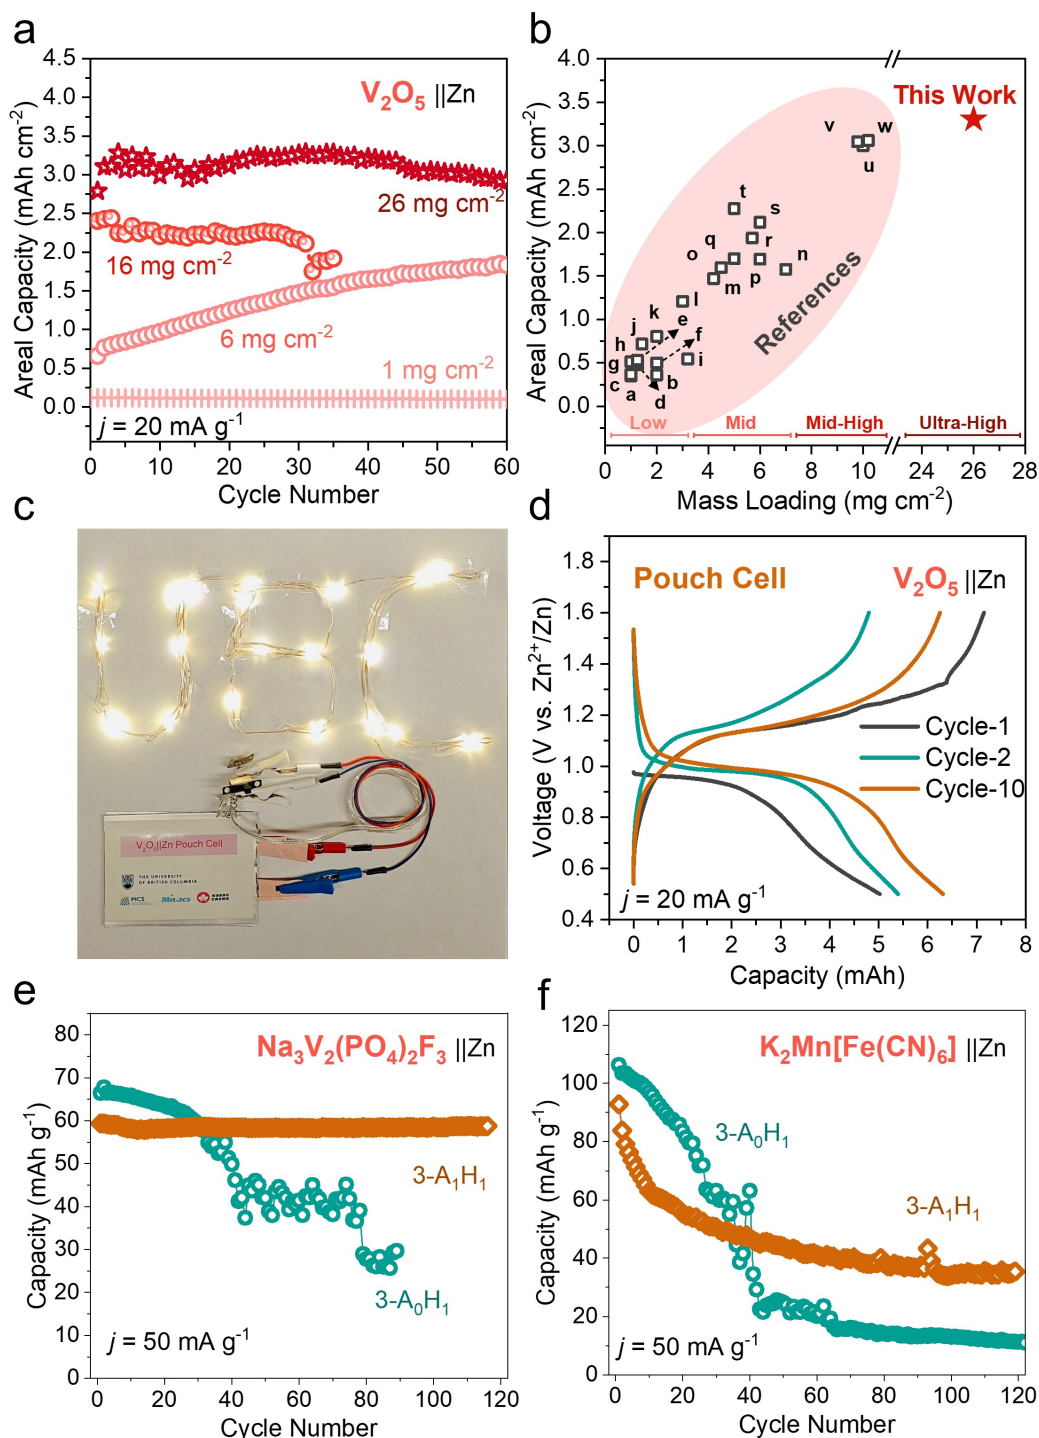 a
4.5
4.0
3.5
3.0
2.5
2.0
1.5
1.0
0.5
0.0
Areal Capacity (mAh cm⁻²)
V₂O₅ ||Zn
26 mg cm⁻²
16 mg cm⁻²
6 mg cm⁻²
1 mg cm⁻²
j = 20 mA g⁻¹
0 10 20 30 40 50 60
Cycle Number
b
4.0
3.5
3.0
2.5
2.0
1.5
1.0
0.5
0.0
Areal Capacity (mAh cm⁻²)
This Work
v w
u
t
s
q r
o n
m p
l
k e
j f
h
g i
c a b
d
References
Low Mid Mid-High Ultra-High
0 2 4 6 8 10 24 26 28
Mass Loading (mg cm⁻²)
c
V₂O₅||Zn Pouch Cell
UBC
THE UNIVERSITY
OF BRITISH COLUMBIA
PICS
Mitacs
d
1.8
1.6
1.4
1.2
1.0
0.8
0.6
0.4
Voltage (V vs. Zn²⁺/Zn)
Pouch Cell
V₂O₅ ||Zn
Cycle-1
Cycle-2
Cycle-10
j = 20 mA g⁻¹
0 1 2 3 4 5 6 7 8
Capacity (mAh)
e
80
70
60
50
40
30
20
10
0
Capacity (mAh g⁻¹)
Na₃V₂(PO₄)₂F₃ ||Zn
3-A₁H₁
3-A₀H₁
j = 50 mA g⁻¹
0 20 40 60 80 100 120
Cycle Number
f
120
100
80
60
40
20
0
Capacity (mAh g⁻¹)
K₂Mn[Fe(CN)₆] ||Zn
3-A₀H₁
3-A₁H₁
j = 50 mA g⁻¹
0 20 40 60 80 100 120
Cycle Number